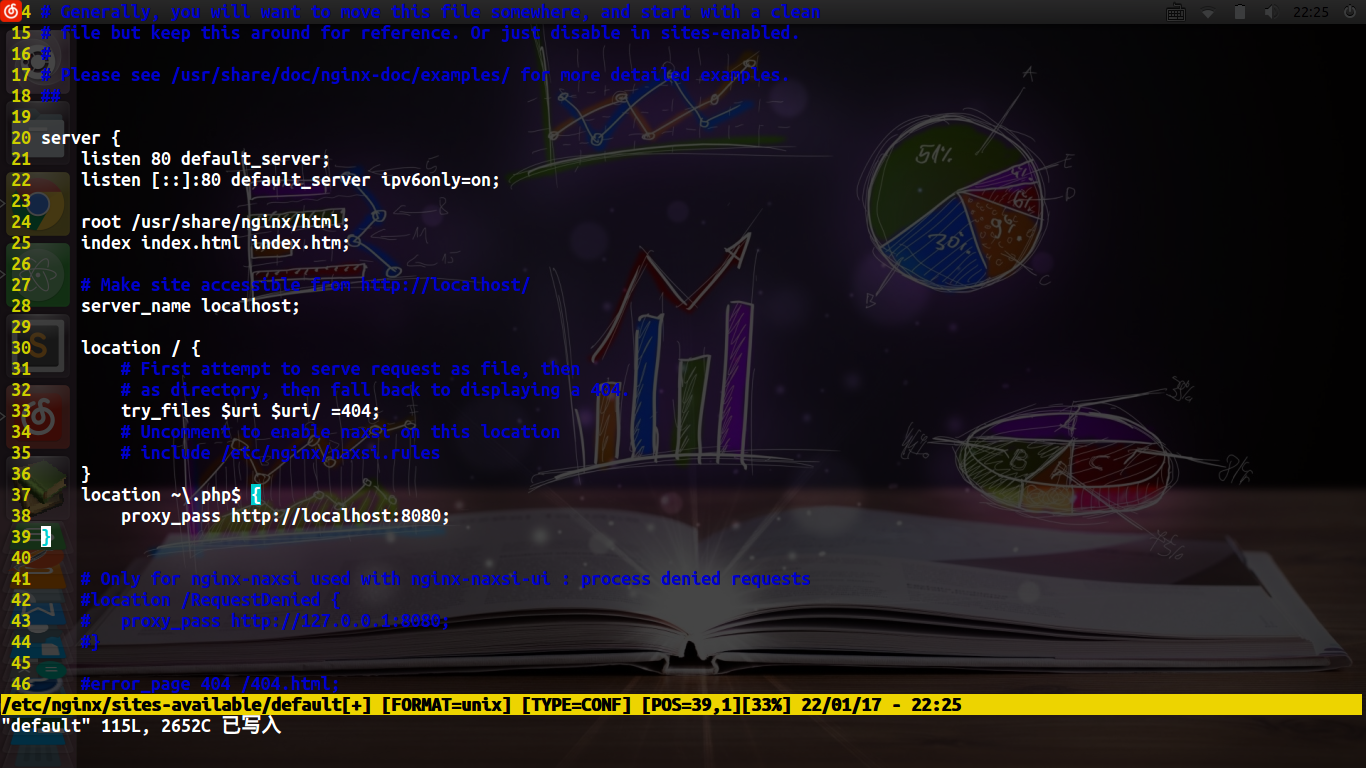 22:25
14 # Generally, you will want to move this file somewhere, and start with a clean
15 # file but keep this around for reference. Or just disable in sites-enabled.
16 #
17 # Please see /usr/share/doc/nginx-doc/examples/ for more detailed examples.
18 ##
19
20 server {
21     listen 80 default_server;
22     listen [::]:80 default_server ipv6only=on;
23
24     root /usr/share/nginx/html;
25     index index.html index.htm;
26
27     # Make site accessible from http://localhost/
28     server_name localhost;
29
30     location / {
31         # First attempt to serve request as file, then
32         # as directory, then fall back to displaying a 404.
33         try_files $uri $uri/ =404;
34         # Uncomment to enable naxsi on this location
35         # include /etc/nginx/naxsi.rules
36     }
37     location ~\.php$ {
38         proxy_pass http://localhost:8080;
39 }
40
41     # Only for nginx-naxsi used with nginx-naxsi-ui : process denied requests
42     #location /RequestDenied {
43     #   proxy_pass http://127.0.0.1:8080;
44     #}
45
46     #error_page 404 /404.html;
/etc/nginx/sites-available/default[+] [FORMAT=unix] [TYPE=CONF] [POS=39,1][33%] 22/01/17 - 22:25
"default" 115L, 2652C 已写入
51%
30%
9%
A
E
D
C
B